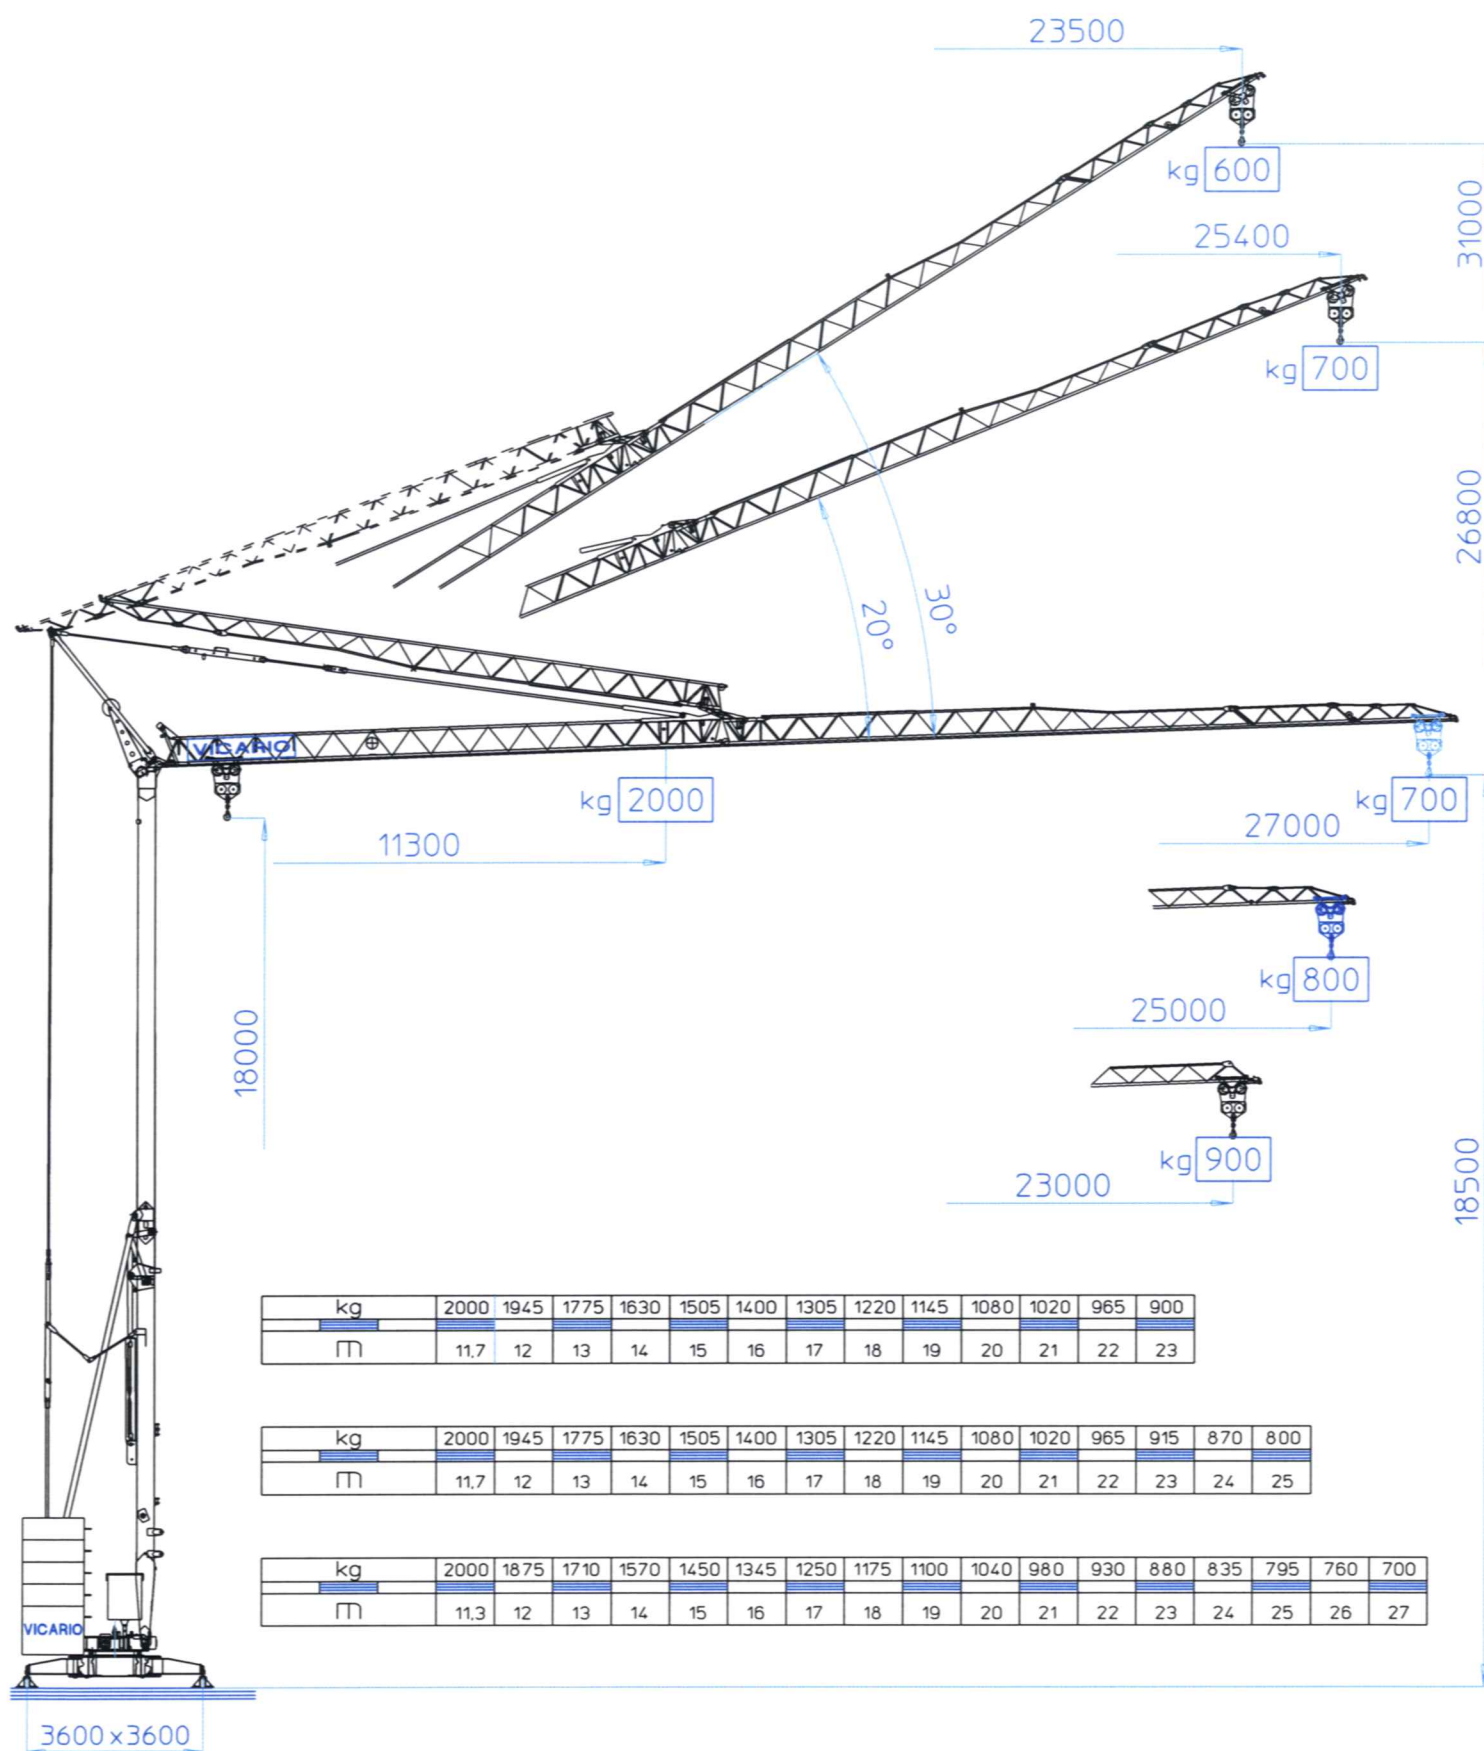 23500
kg 600
31000
25400
kg 700
26800
30°
20°
VICARIO
kg 2000
kg 700
11300
27000
kg 800
25000
18000
kg 900
23000
18500
kg 2000 1945 1775 1630 1505 1400 1305 1220 1145 1080 1020 965 900
m 11,7 12 13 14 15 16 17 18 19 20 21 22 23
kg 2000 1945 1775 1630 1505 1400 1305 1220 1145 1080 1020 965 915 870 800
m 11,7 12 13 14 15 16 17 18 19 20 21 22 23 24 25
kg 2000 1875 1710 1570 1450 1345 1250 1175 1100 1040 980 930 880 835 795 760 700
m 11,3 12 13 14 15 16 17 18 19 20 21 22 23 24 25 26 27
VICARIO
3600x3600